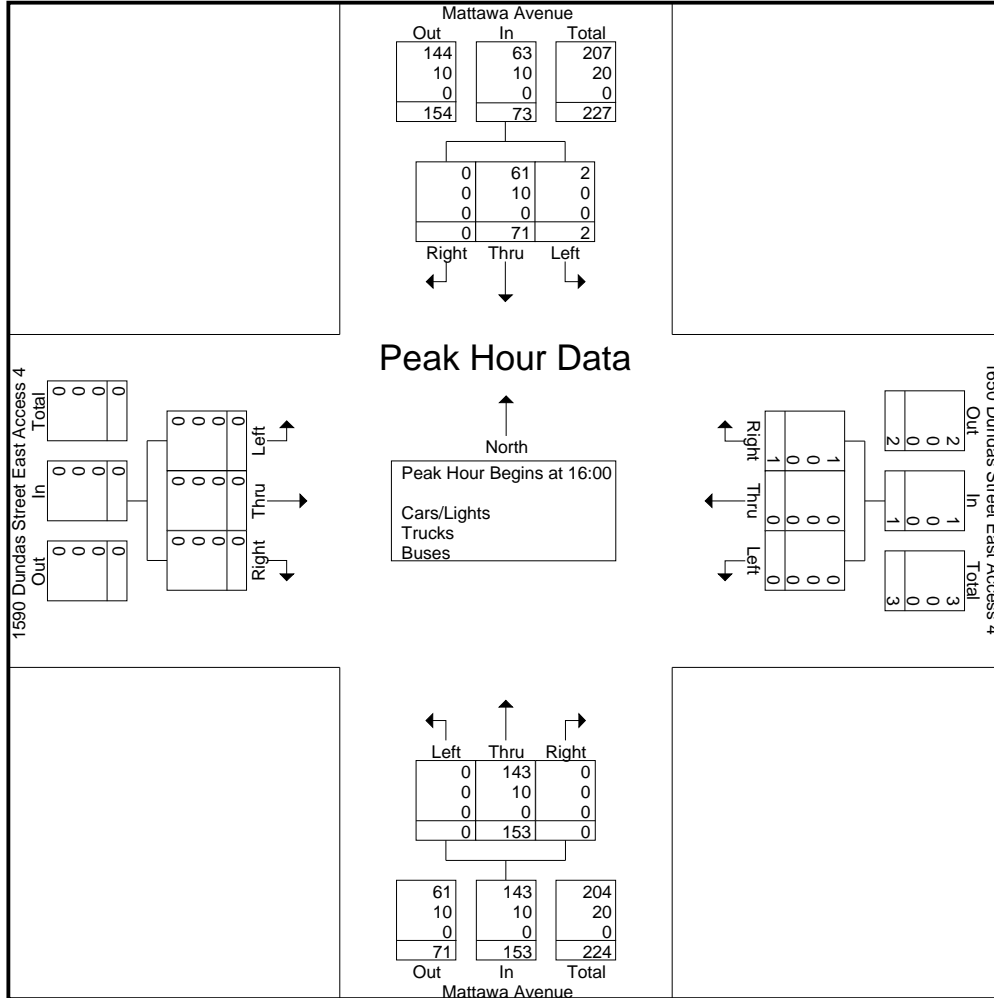 Mattawa Avenue
Out In Total
144 63 207
10 10 20
0 0 0
154 73 227
0 61 2
0 10 0
0 0 0
0 71 2
Right Thru Left
Peak Hour Data
North
Peak Hour Begins at 16:00
Cars/Lights
Trucks
Buses
1590 Dundas Street East Access 4
Out In Total
0 0 0
0 0 0
0 0 0
0 0 0
Right Thru Left
0 0 0
0 0 0
0 0 0
0 0 0
1650 Dundas Street East Access 4
Out In Total
2 1 3
0 0 0
0 0 0
2 1 3
Right Thru Left
1 0 0
0 0 0
0 0 0
1 0 0
Left Thru Right
0 143 0
0 10 0
0 0 0
0 153 0
61 143 204
10 10 20
0 0 0
71 153 224
Out In Total
Mattawa Avenue